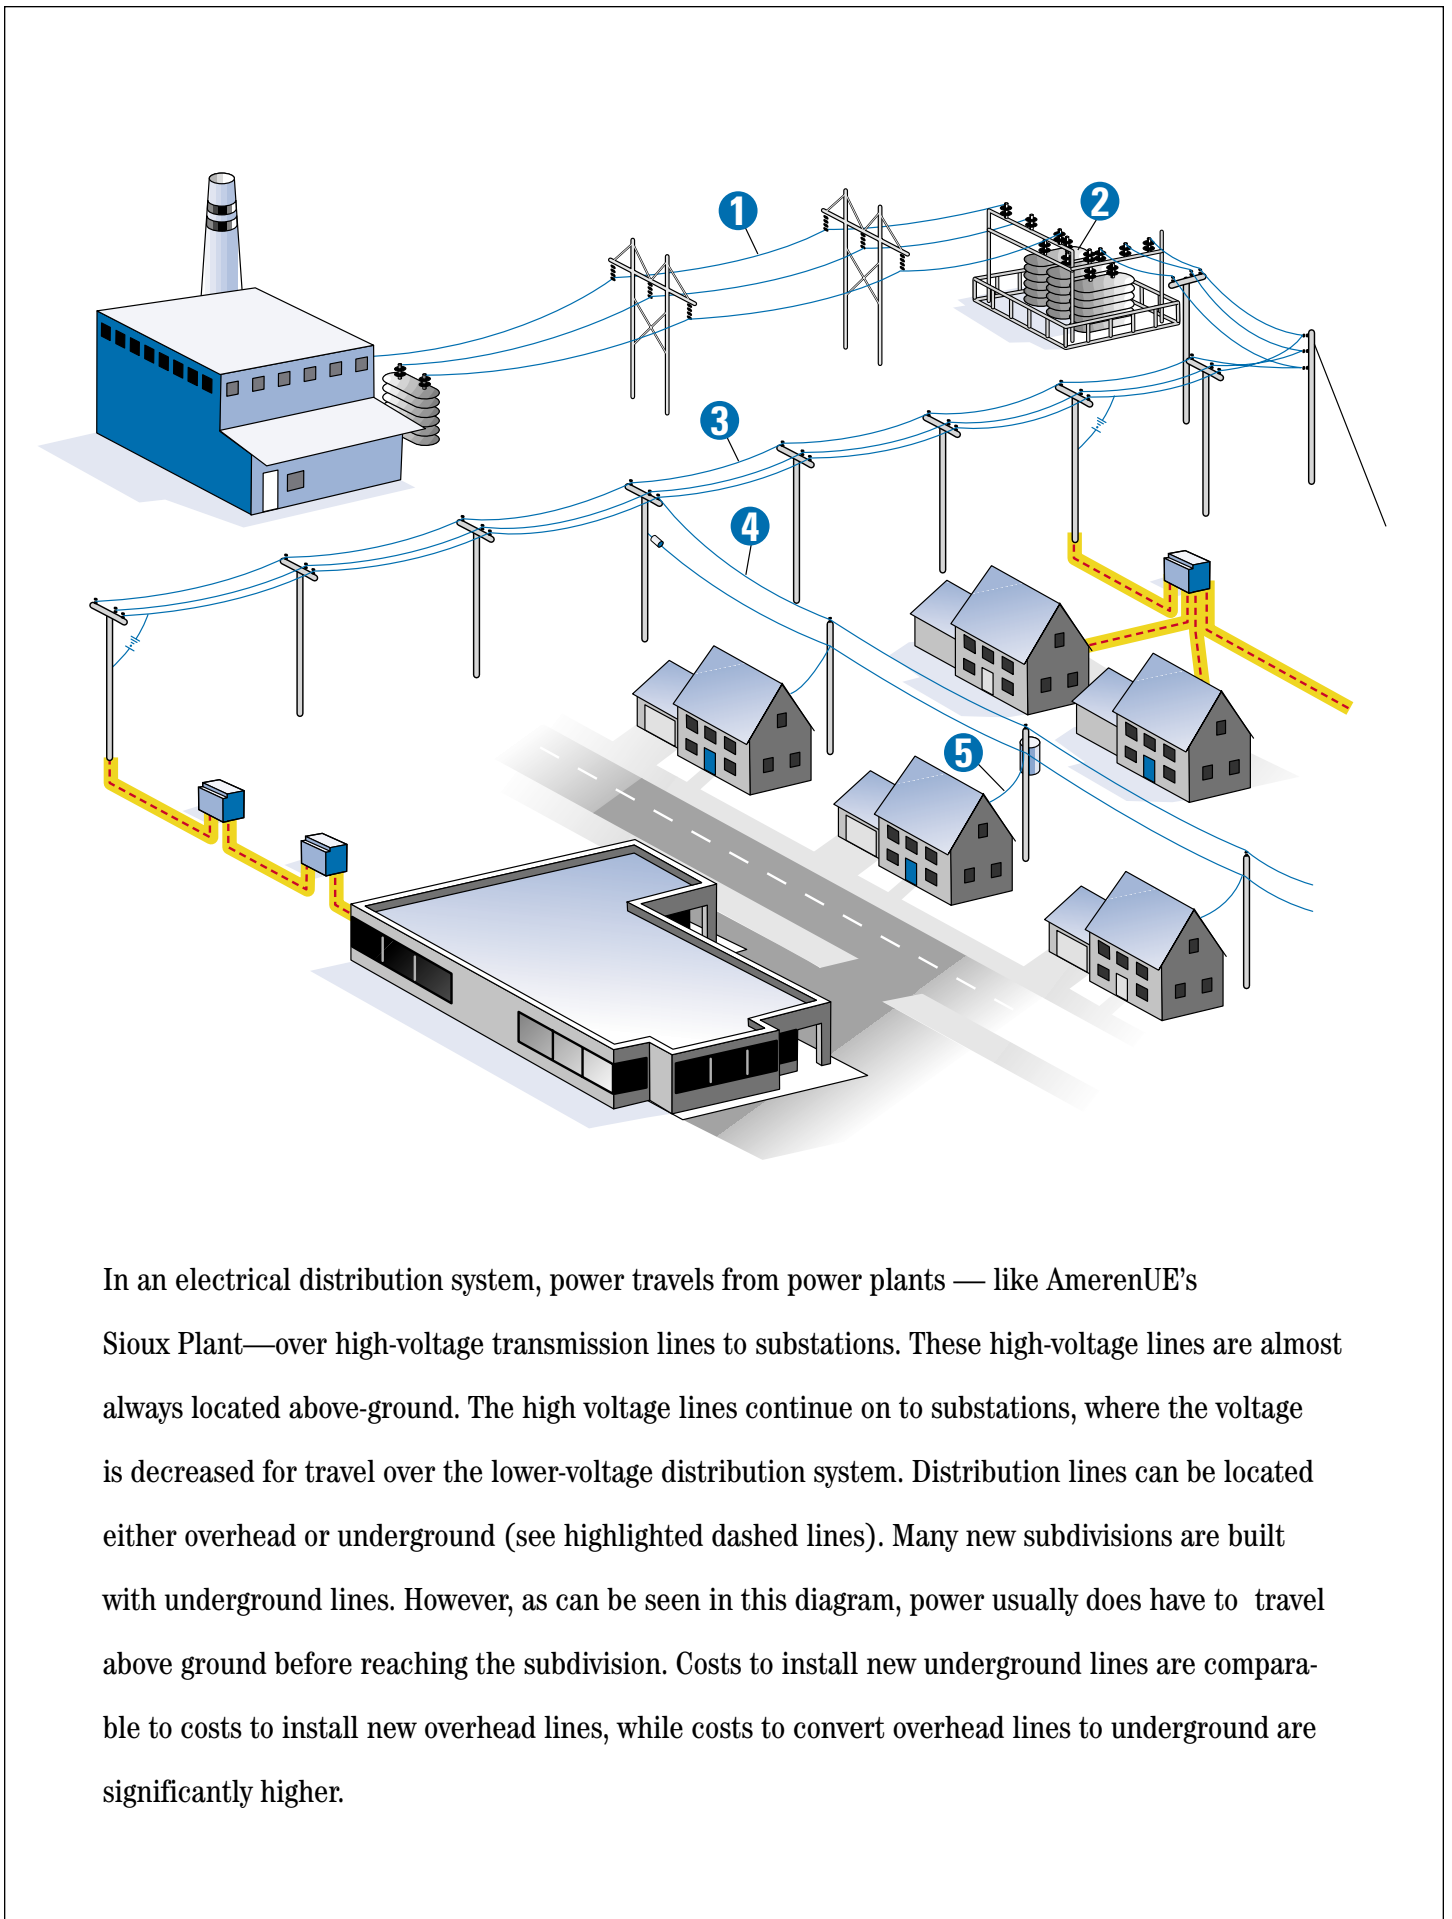 1
2
3
4
5
In an electrical distribution system, power travels from power plants — like AmerenUE's
Sioux Plant—over high-voltage transmission lines to substations. These high-voltage lines are almost
always located above-ground. The high voltage lines continue on to substations, where the voltage
is decreased for travel over the lower-voltage distribution system. Distribution lines can be located
either overhead or underground (see highlighted dashed lines). Many new subdivisions are built
with underground lines. However, as can be seen in this diagram, power usually does have to travel
above ground before reaching the subdivision. Costs to install new underground lines are compara-
ble to costs to install new overhead lines, while costs to convert overhead lines to underground are
significantly higher.